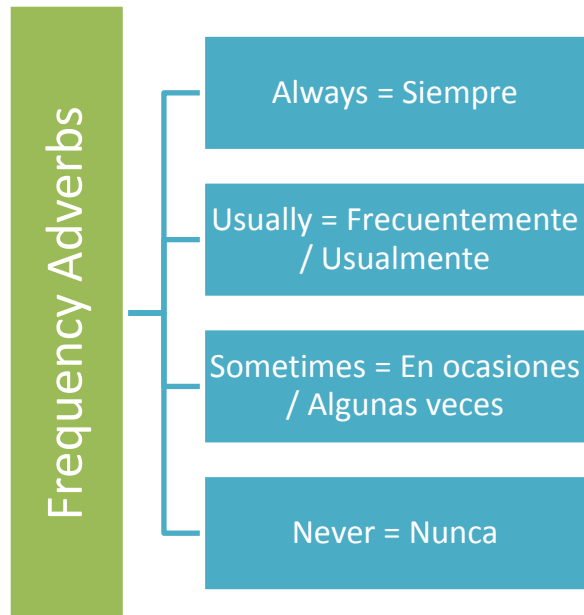 Frequency Adverbs
Always = Siempre
Usually = Frecuentemente
/ Usualmente
Sometimes = En ocasiones
/ Algunas veces
Never = Nunca